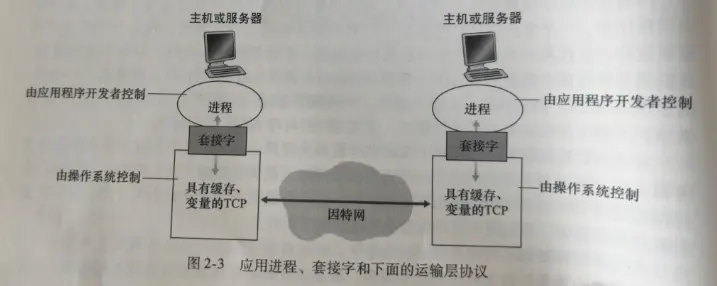 主机或服务器
主机或服务器
由应用程序开发者控制
进程
进程
由应用程序开发者控制
套接字
套接字
由操作系统控制
具有缓存、
变量的TCP
因特网
具有缓存、
变量的TCP
由操作系统控制
图 2-3 应用进程、套接字和下面的运输层协议